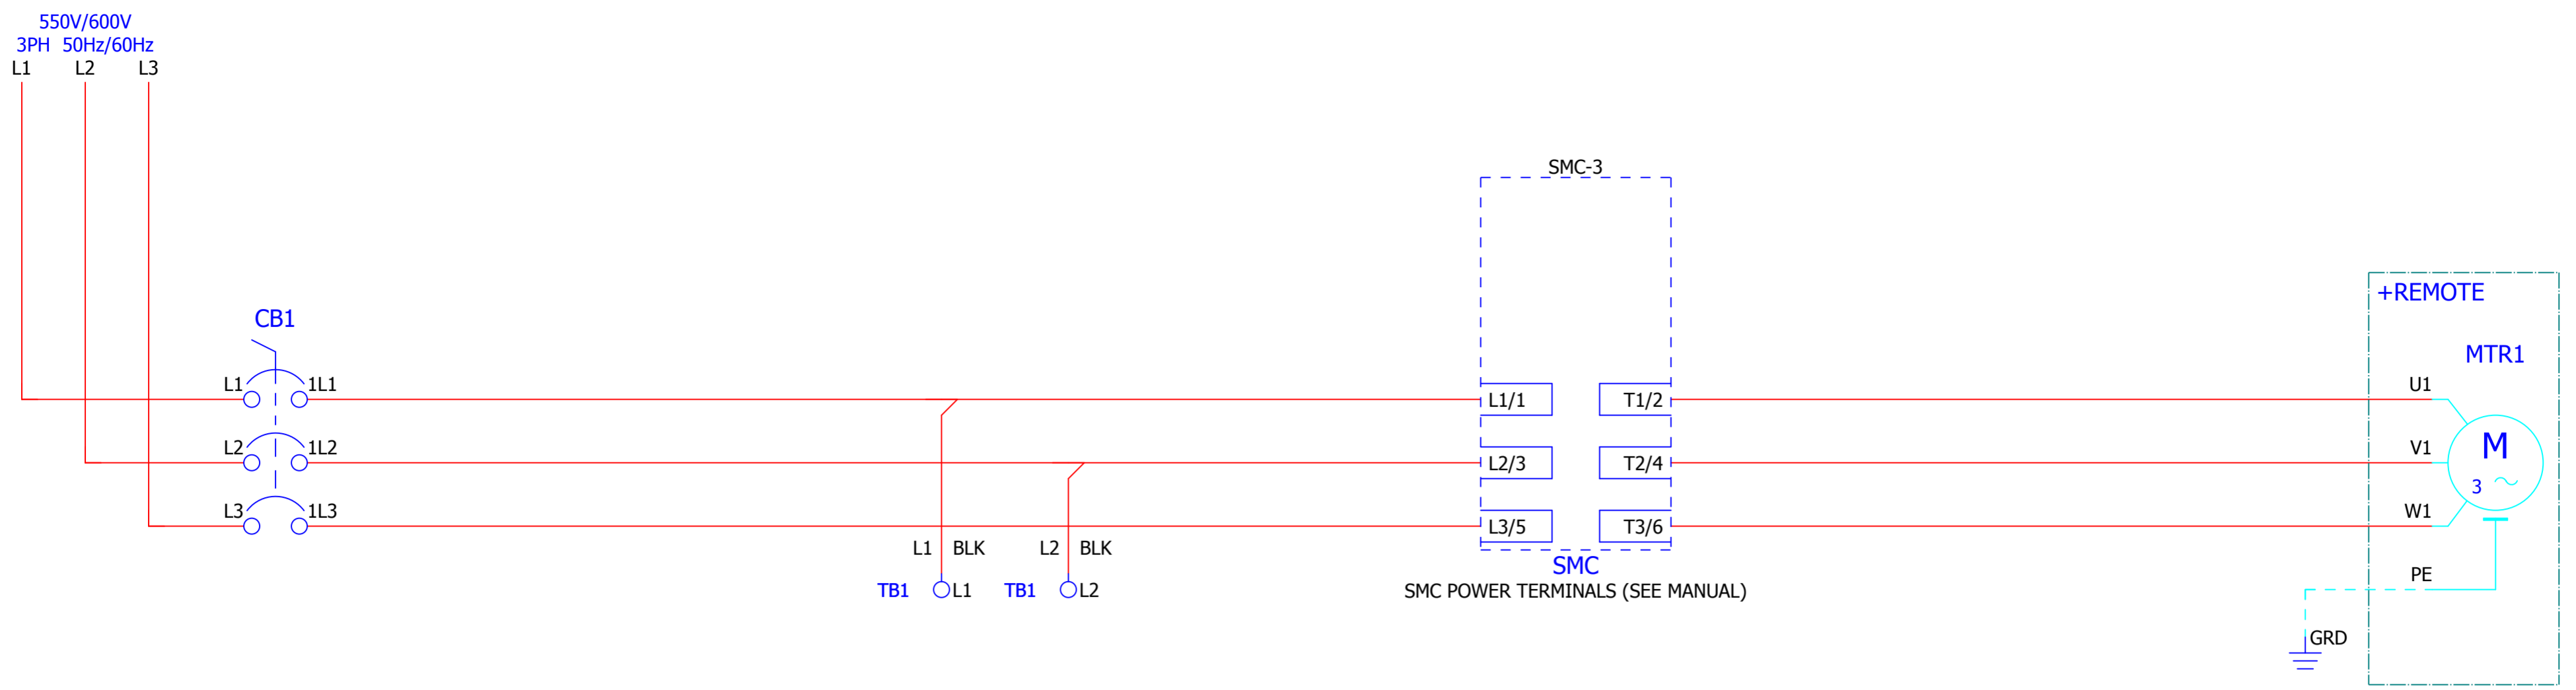 550V/600V
3PH 50Hz/60Hz
L1 L2 L3
SMC-3
+REMOTE
CB1
MTR1
L1 1L1
U1
L1/1 T1/2
L2 1L2
V1
M
L2/3 T2/4
3
L3 1L3
W1
L3/5 T3/6
L1 BLK L2 BLK
SMC
PE
TB1 L1 TB1 L2
SMC POWER TERMINALS (SEE MANUAL)
GRD